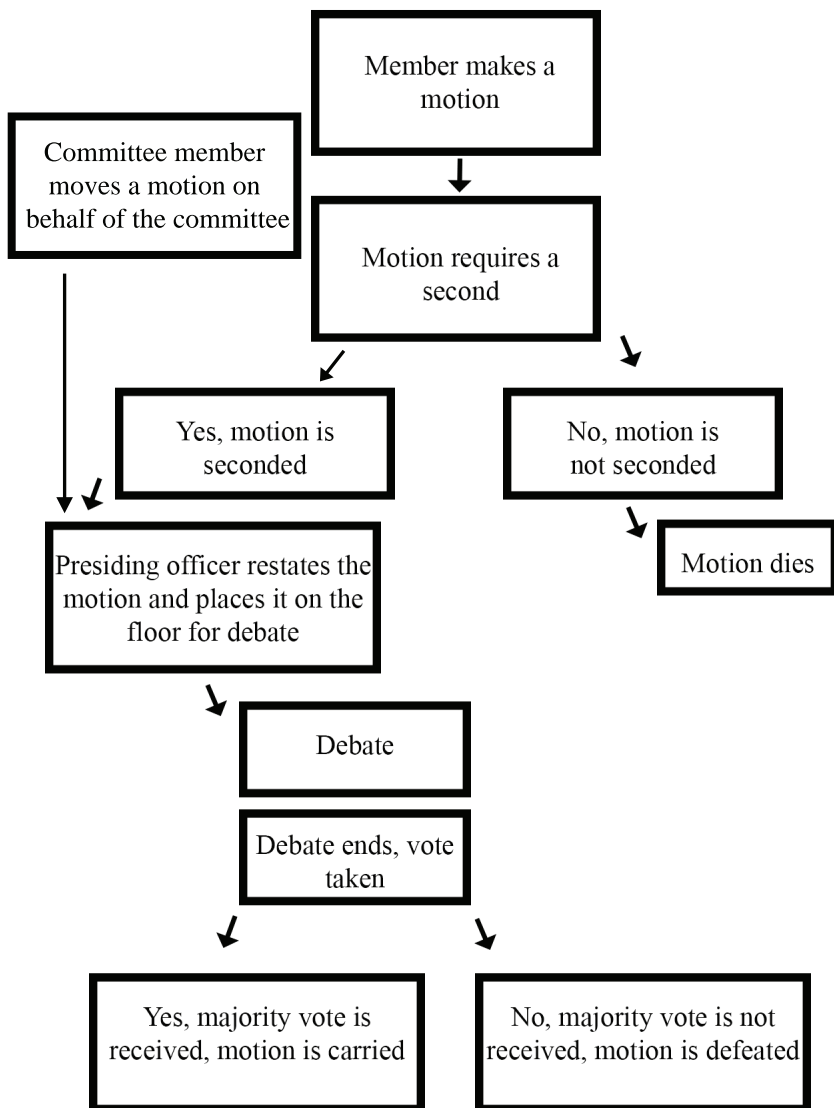 Member makes a
motion
Committee member
moves a motion on
behalf of the committee
Motion requires a
second
Yes, motion is
seconded
No, motion is
not seconded
Motion dies
Presiding officer restates the
motion and places it on the
floor for debate
Debate
Debate ends, vote
taken
Yes, majority vote is
received, motion is carried
No, majority vote is not
received, motion is defeated